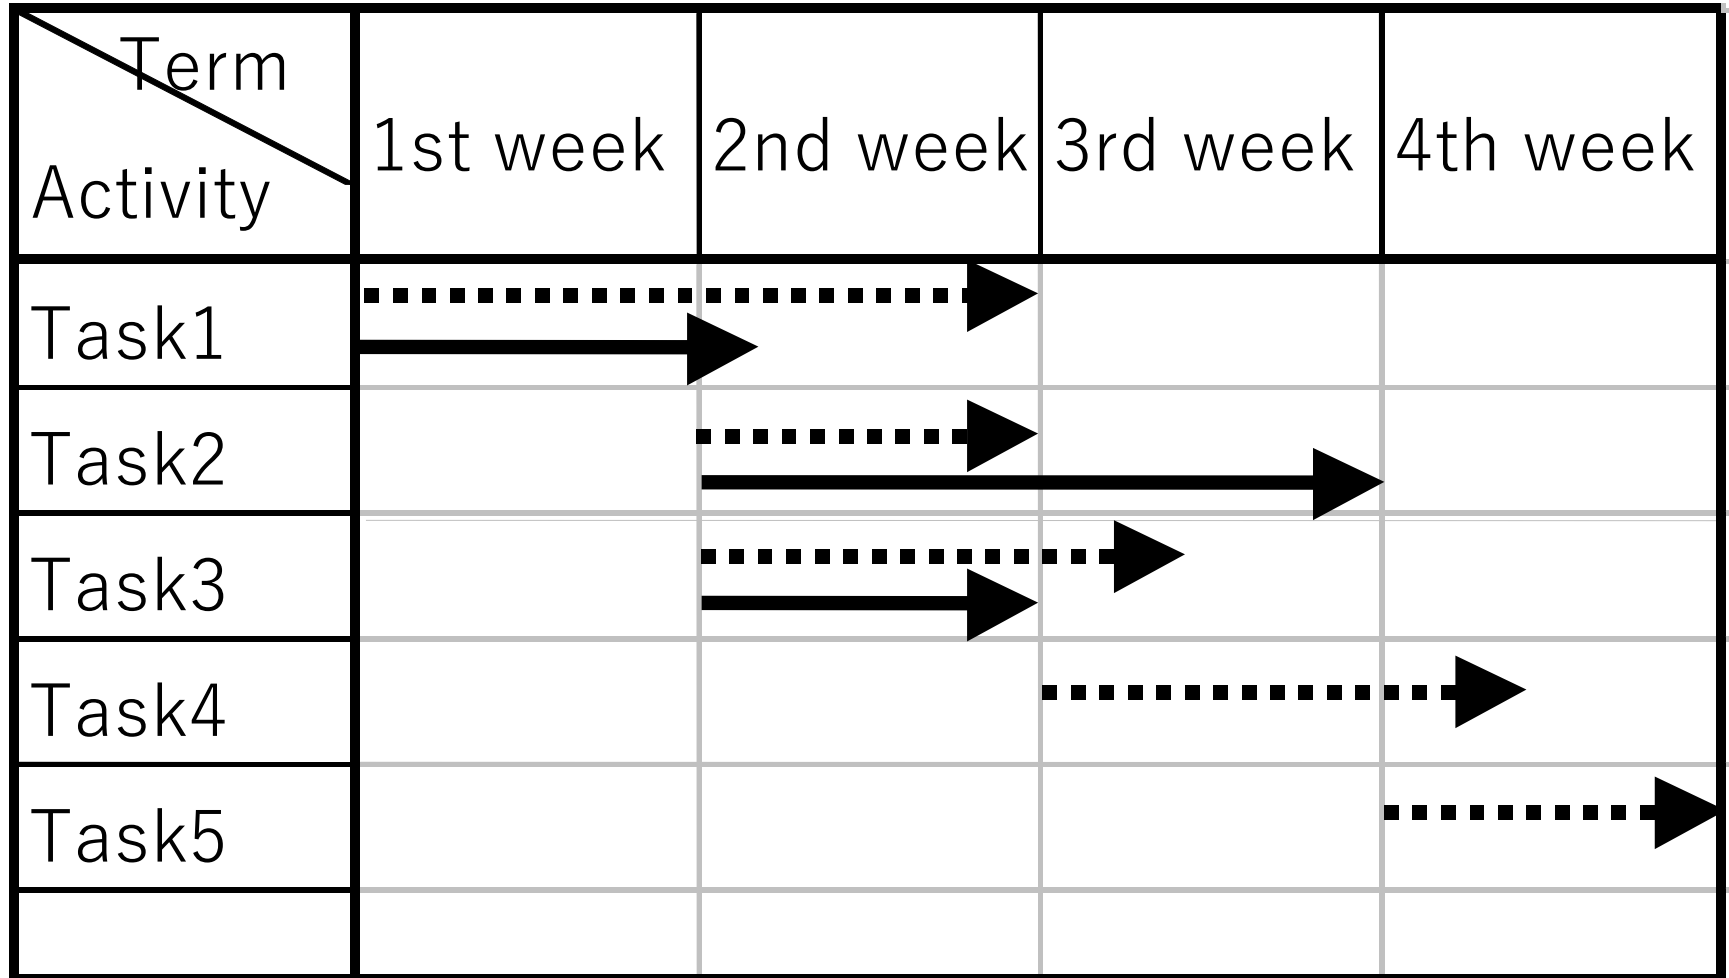 Term
Activity
1st week
2nd week
3rd week
4th week
Task1
Task2
Task3
Task4
Task5